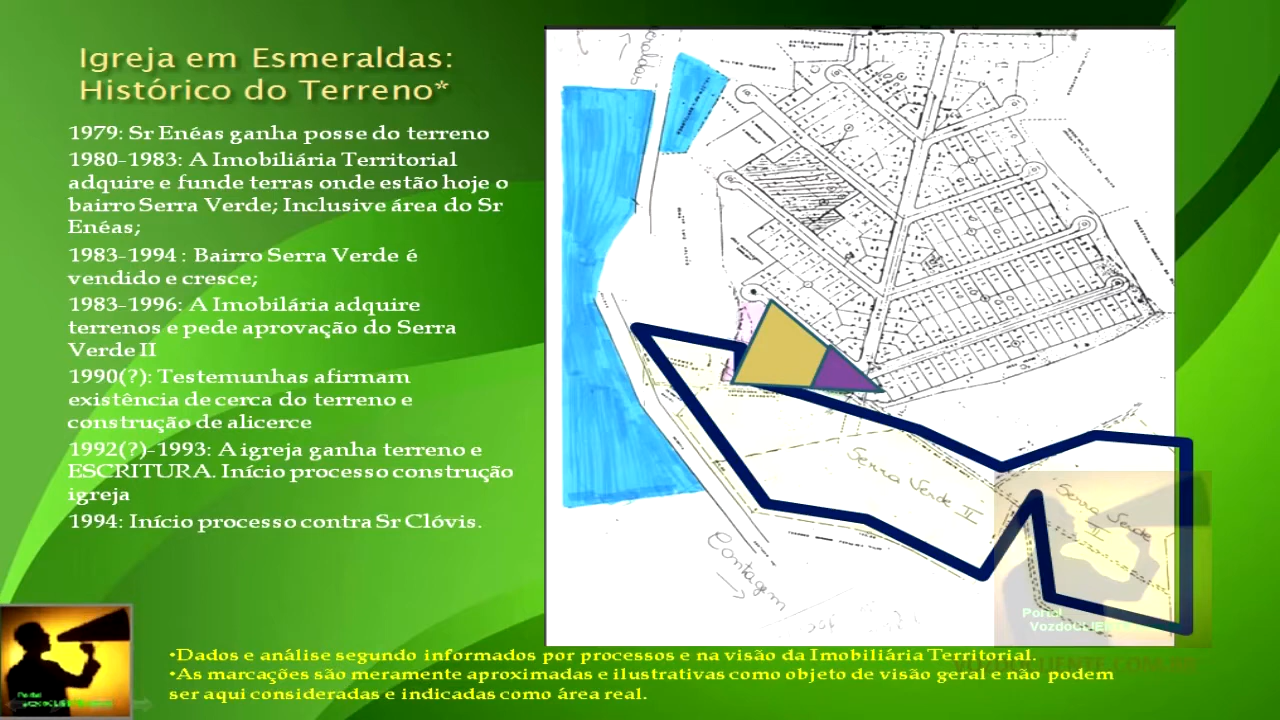 Igreja em Esmeraldas:
Histórico do Terreno*
1979: Sr Enéas ganha posse do terreno
1980-1983: A Imobiliária Territorial
adquire e funde terras onde estão hoje o
bairro Serra Verde; Inclusive área do Sr
Enéas;
1983-1994 : Bairro Serra Verde é
vendido e cresce;
1983-1996: A Imobilária adquire
terrenos e pede aprovação do Serra
Verde II
1990(?): Testemunhas afirmam
existência de cerca do terreno e
construção de alicerce
1992(?)-1993: A igreja ganha terreno e
ESCRITURA. Início processo construção
igreja
1994: Início processo contra Sr Clóvis.
Serra Verde II
Serra Verde
II
Contagem
Portal
•Dados e análise segundo informados por processos e na visão da Imobiliária Territorial.
•As marcações são meramente aproximadas e ilustrativas como objeto de visão geral e não podem
ser aqui consideradas e indicadas como área real.